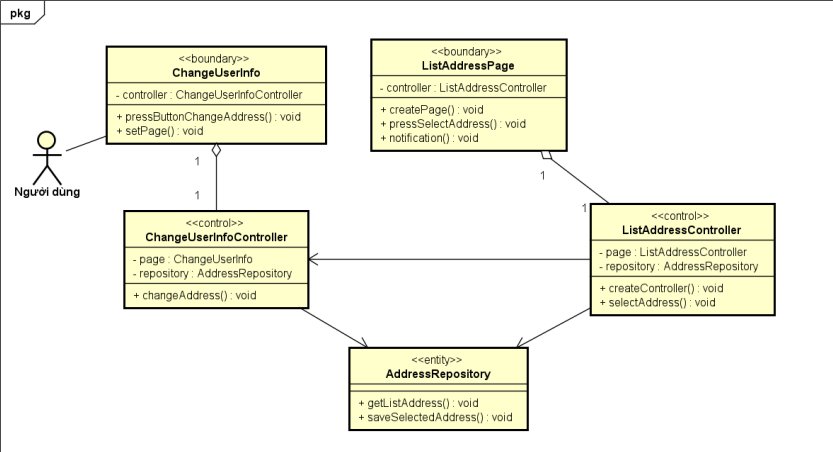 pkg
<<boundary>>
ChangeUserInfo
- controller : ChangeUserInfoController
+ pressButtonChangeAddress() : void
+ setPage() : void
<<boundary>>
ListAddressPage
- controller : ListAddressController
+ createPage() : void
+ pressSelectAddress() : void
+ notification() : void
Người dùng
1
1
1
1
<<control>>
ChangeUserInfoController
- page : ChangeUserInfo
- repository : AddressRepository
+ changeAddress() : void
<<control>>
ListAddressController
- page : ListAddressController
- repository : AddressRepository
+ createController() : void
+ selectAddress() : void
<<entity>>
AddressRepository
+ getListAddress() : void
+ saveSelectedAddress() : void